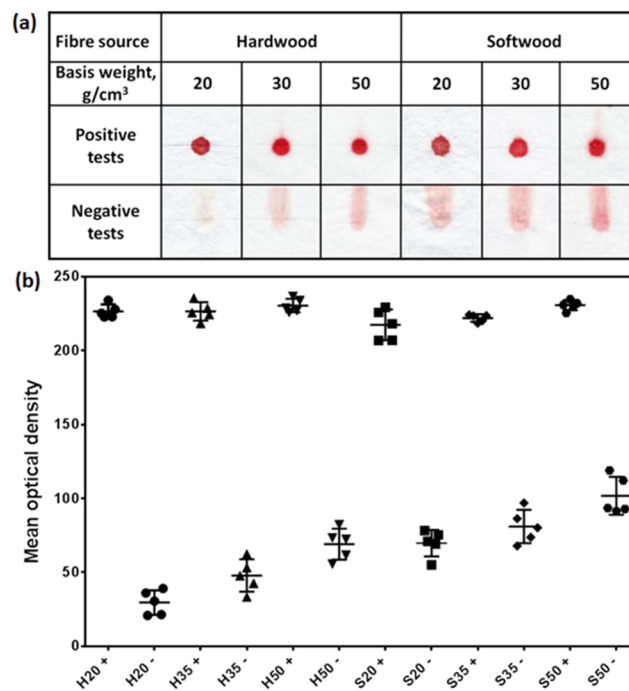 (a)
Fibre source Hardwood Softwood
Basis weight, g/cm³ 20 30 50 20 30 50
Positive tests
Negative tests
(b)
Mean optical density
250
200
150
100
50
0
H20 + H20 - H35 + H35 - H50 + H50 - S20 + S20 - S35 + S35 - S50 + S50 -